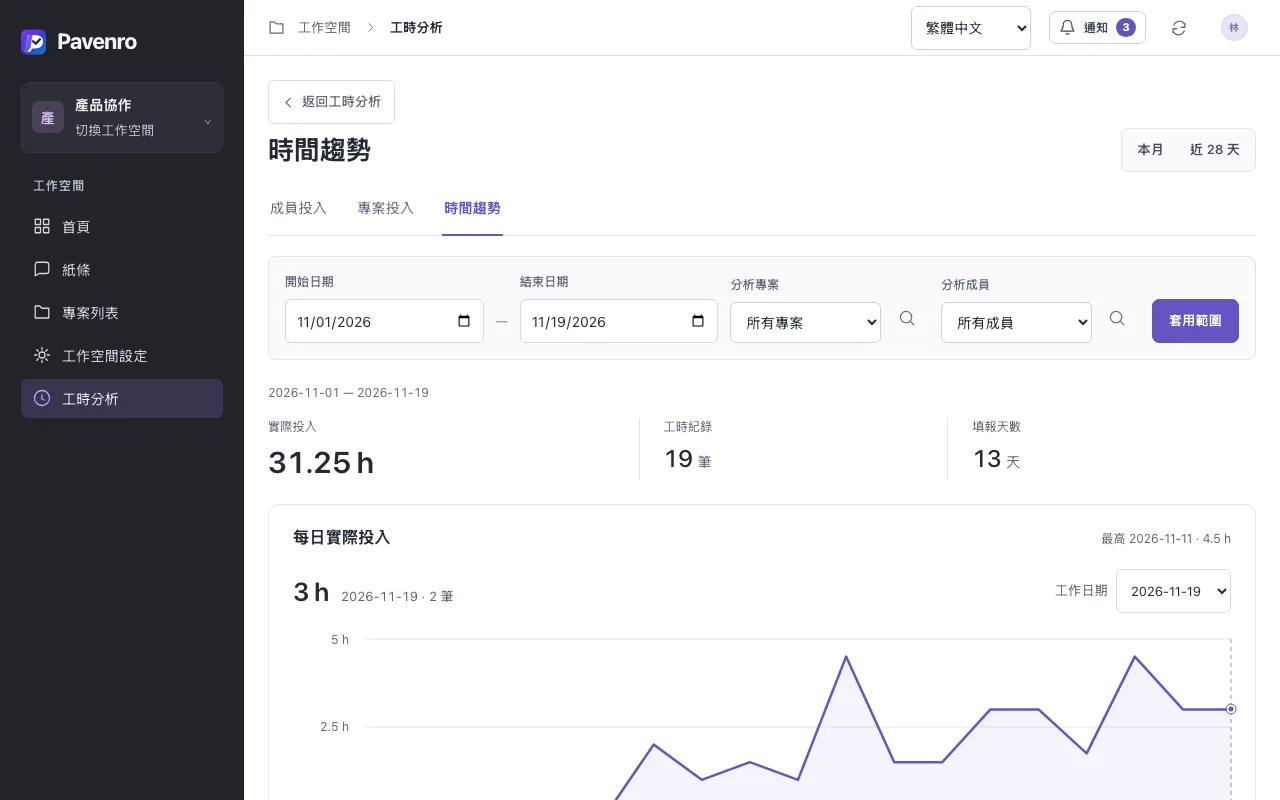 Pavenro
產
產品協作
切換工作空間
工作空間
首頁
紙條
專案列表
工作空間設定
工時分析
工作空間
工時分析
繁體中文
通知 3
林
返回工時分析
時間趨勢
本月 近 28 天
成員投入 專案投入 時間趨勢
開始日期 結束日期 分析專案 分析成員
11/01/2026 — 11/19/2026 所有專案 所有成員 套用範圍
2026-11-01 — 2026-11-19
實際投入 工時紀錄 填報天數
31.25 h 19 筆 13 天
每日實際投入 最高 2026-11-11 · 4.5 h
3 h 2026-11-19 · 2 筆 工作日期 2026-11-19
5 h
2.5 h